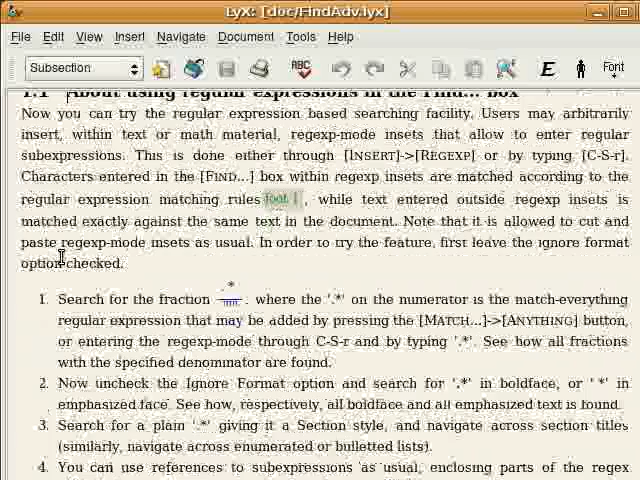 LyX: [doc/FindAdv.lyx]
File Edit View Insert Navigate Document Tools Help
Subsection ABC E Font
1.1 About using regular expressions in the Find... box
Now you can try the regular expression based searching facility. Users may arbitrarily
insert, within text or math material, regexp-mode insets that allow to enter regular
subexpressions. This is done either through [INSERT]->[REGEXP] or by typing [C-S-r].
Characters entered in the [FIND...] box within regexp insets are matched according to the
regular expression matching rules foot 1, while text entered outside regexp insets is
matched exactly against the same text in the document. Note that it is allowed to cut and
paste regexp-mode insets as usual. In order to try the feature, first leave the ignore format
option checked.
1. Search for the fraction .* . where the '.*' on the numerator is the match-everything
regular expression that may be added by pressing the [MATCH...]->[ANYTHING] button,
or entering the regexp-mode through C-S-r and by typing '.*'. See how all fractions
with the specified denominator are found.
2. Now uncheck the Ignore Format option and search for '.*' in boldface, or '.*' in
emphasized face. See how, respectively, all boldface and all emphasized text is found.
3. Search for a plain '.*' giving it a Section style, and navigate across section titles
(similarly, navigate across enumerated or bulletted lists).
4. You can use references to subexpressions as usual, enclosing parts of the regex